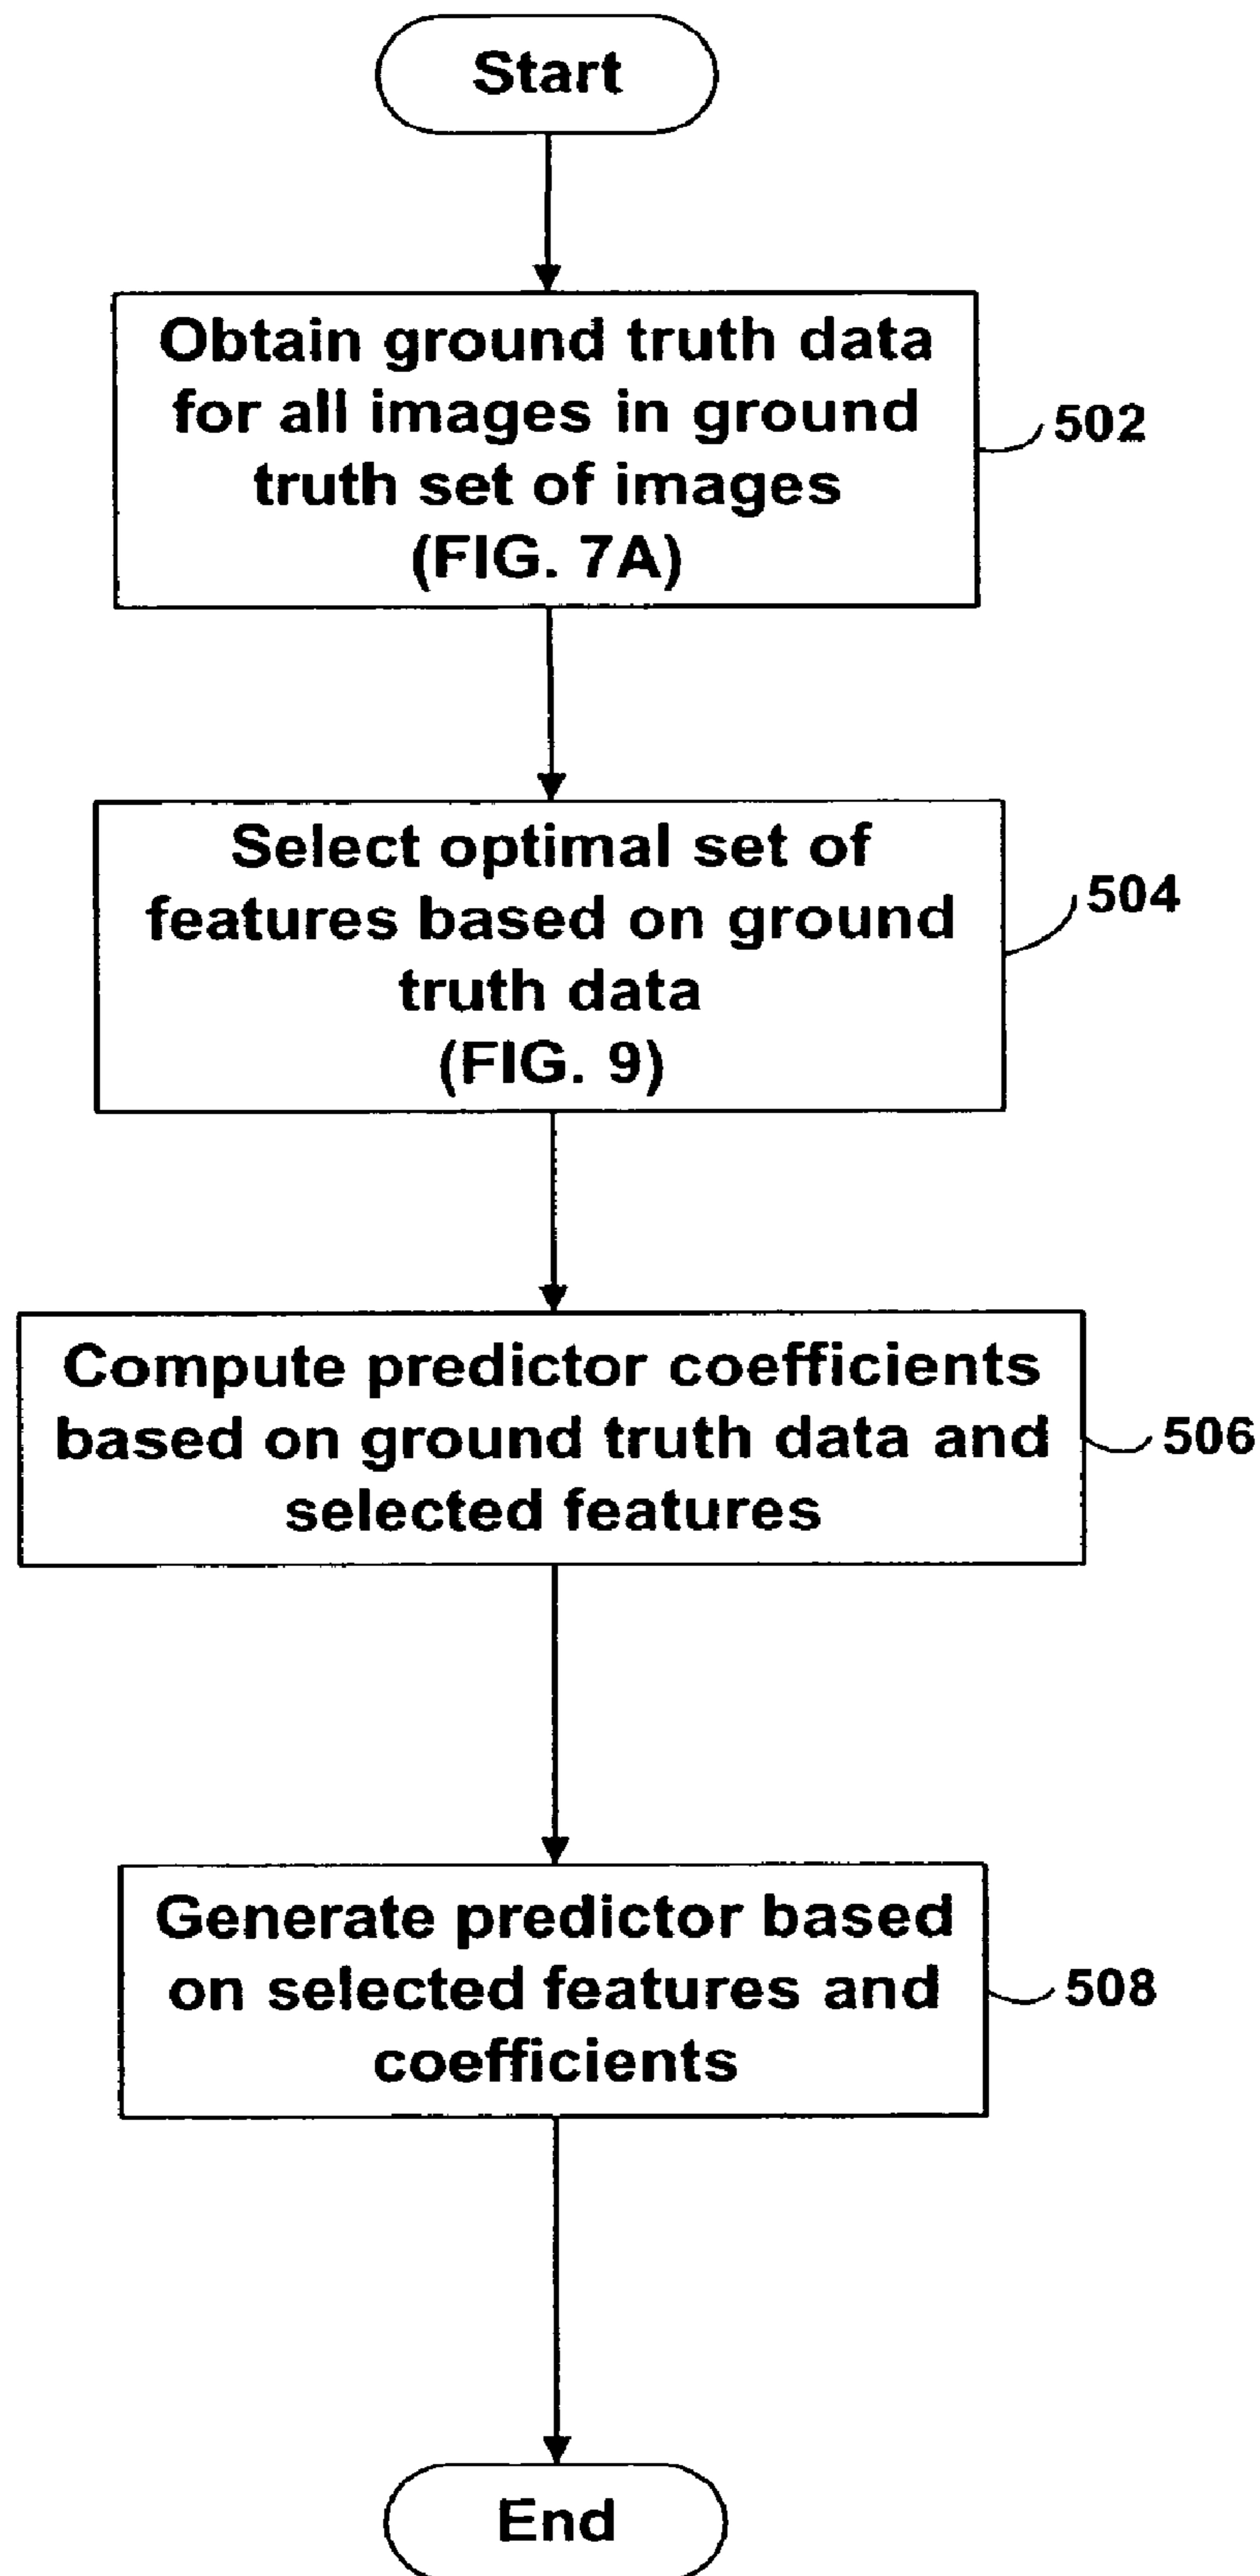 Start
Obtain ground truth data
for all images in ground
truth set of images
(FIG. 7A)
502
Select optimal set of
features based on ground
truth data
(FIG. 9)
504
Compute predictor coefficients
based on ground truth data and
selected features
506
Generate predictor based
on selected features and
coefficients
508
End